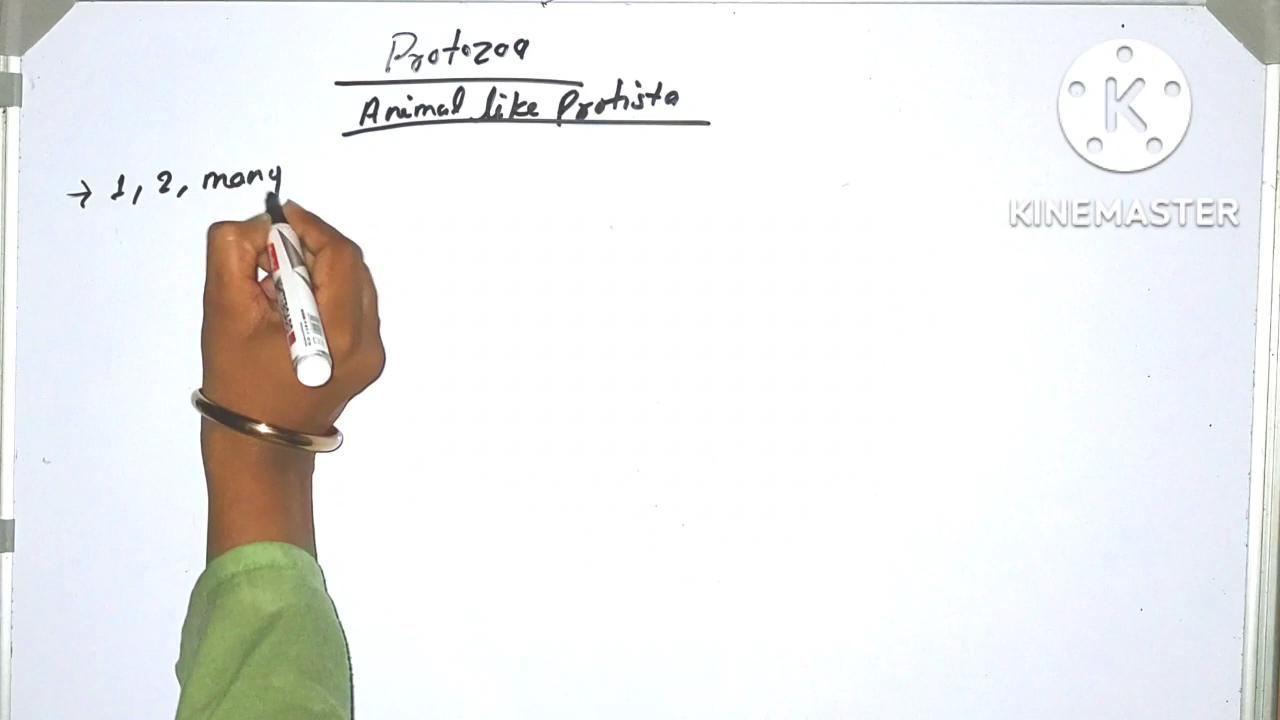 Protozoa
Animal like Protista
→ 1, 2, many
K
KINEMASTER